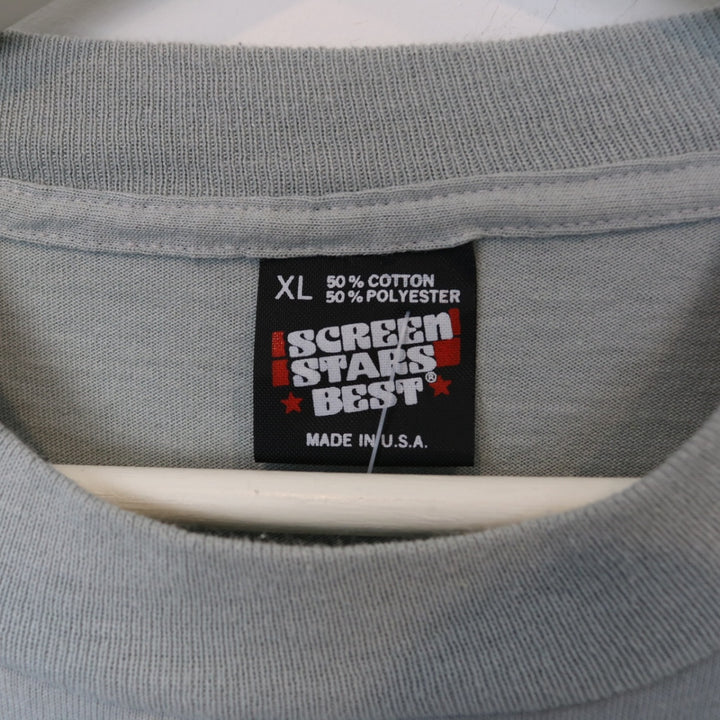 XL 50% COTTON
50% POLYESTER
SCREEN
STARS
BEST®
MADE IN U.S.A.